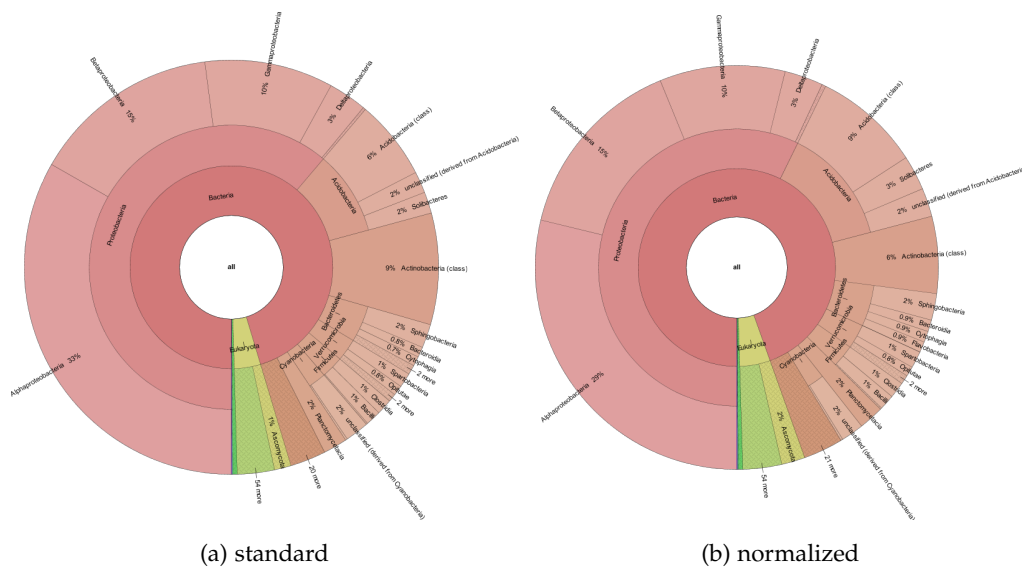 Gammaproteobacteria
10%
Betaproteobacteria 15%
3% Deltaproteobacteria
6% Acidobacteria (class)
2% unclassified (derived from Acidobacteria)
2% Solibacteres
Acidobacteria
Bacteria
Proteobacteria
all
9% Actinobacteria (class)
Bacteroidetes
2% Sphingobacteria
0.8% Bacteroidia
0.7% Cytophagia
2 more
Verrucomicrobia
1% Spartobacteria
0.8% Opitutae
2 more
Firmicutes
1% Clostridia
1% Bacilli
Cyanobacteria
2% unclassified (derived from Cyanobacteria)
2% Planctomycetacia
20 more
Eukaryota
1% Ascomycota
54 more
Alphaproteobacteria 33%
(a) standard
Gammaproteobacteria
10%
Betaproteobacteria 15%
3% Deltaproteobacteria
9% Acidobacteria (class)
3% Solibacteres
2% unclassified (derived from Acidobacteria
Acidobacteria
Bacteria
Proteobacteria
all
6% Actinobacteria (class)
Bacteroidetes
2% Sphingobacteria
0.9% Bacteroidia
0.9% Cytophagia
0.9% Flavobacteria
Verrucomicrobia
1% Spartobacteria
0.8% Opitutae
2 more
Firmicutes
1% Clostridia
1% Bacilli
2% Planctomycetacia
Cyanobacteria
2% unclassified (derived from Cyanobacteria)
21 more
Eukaryota
2% Ascomycota
54 more
Alphaproteobacteria 29%
(b) normalized